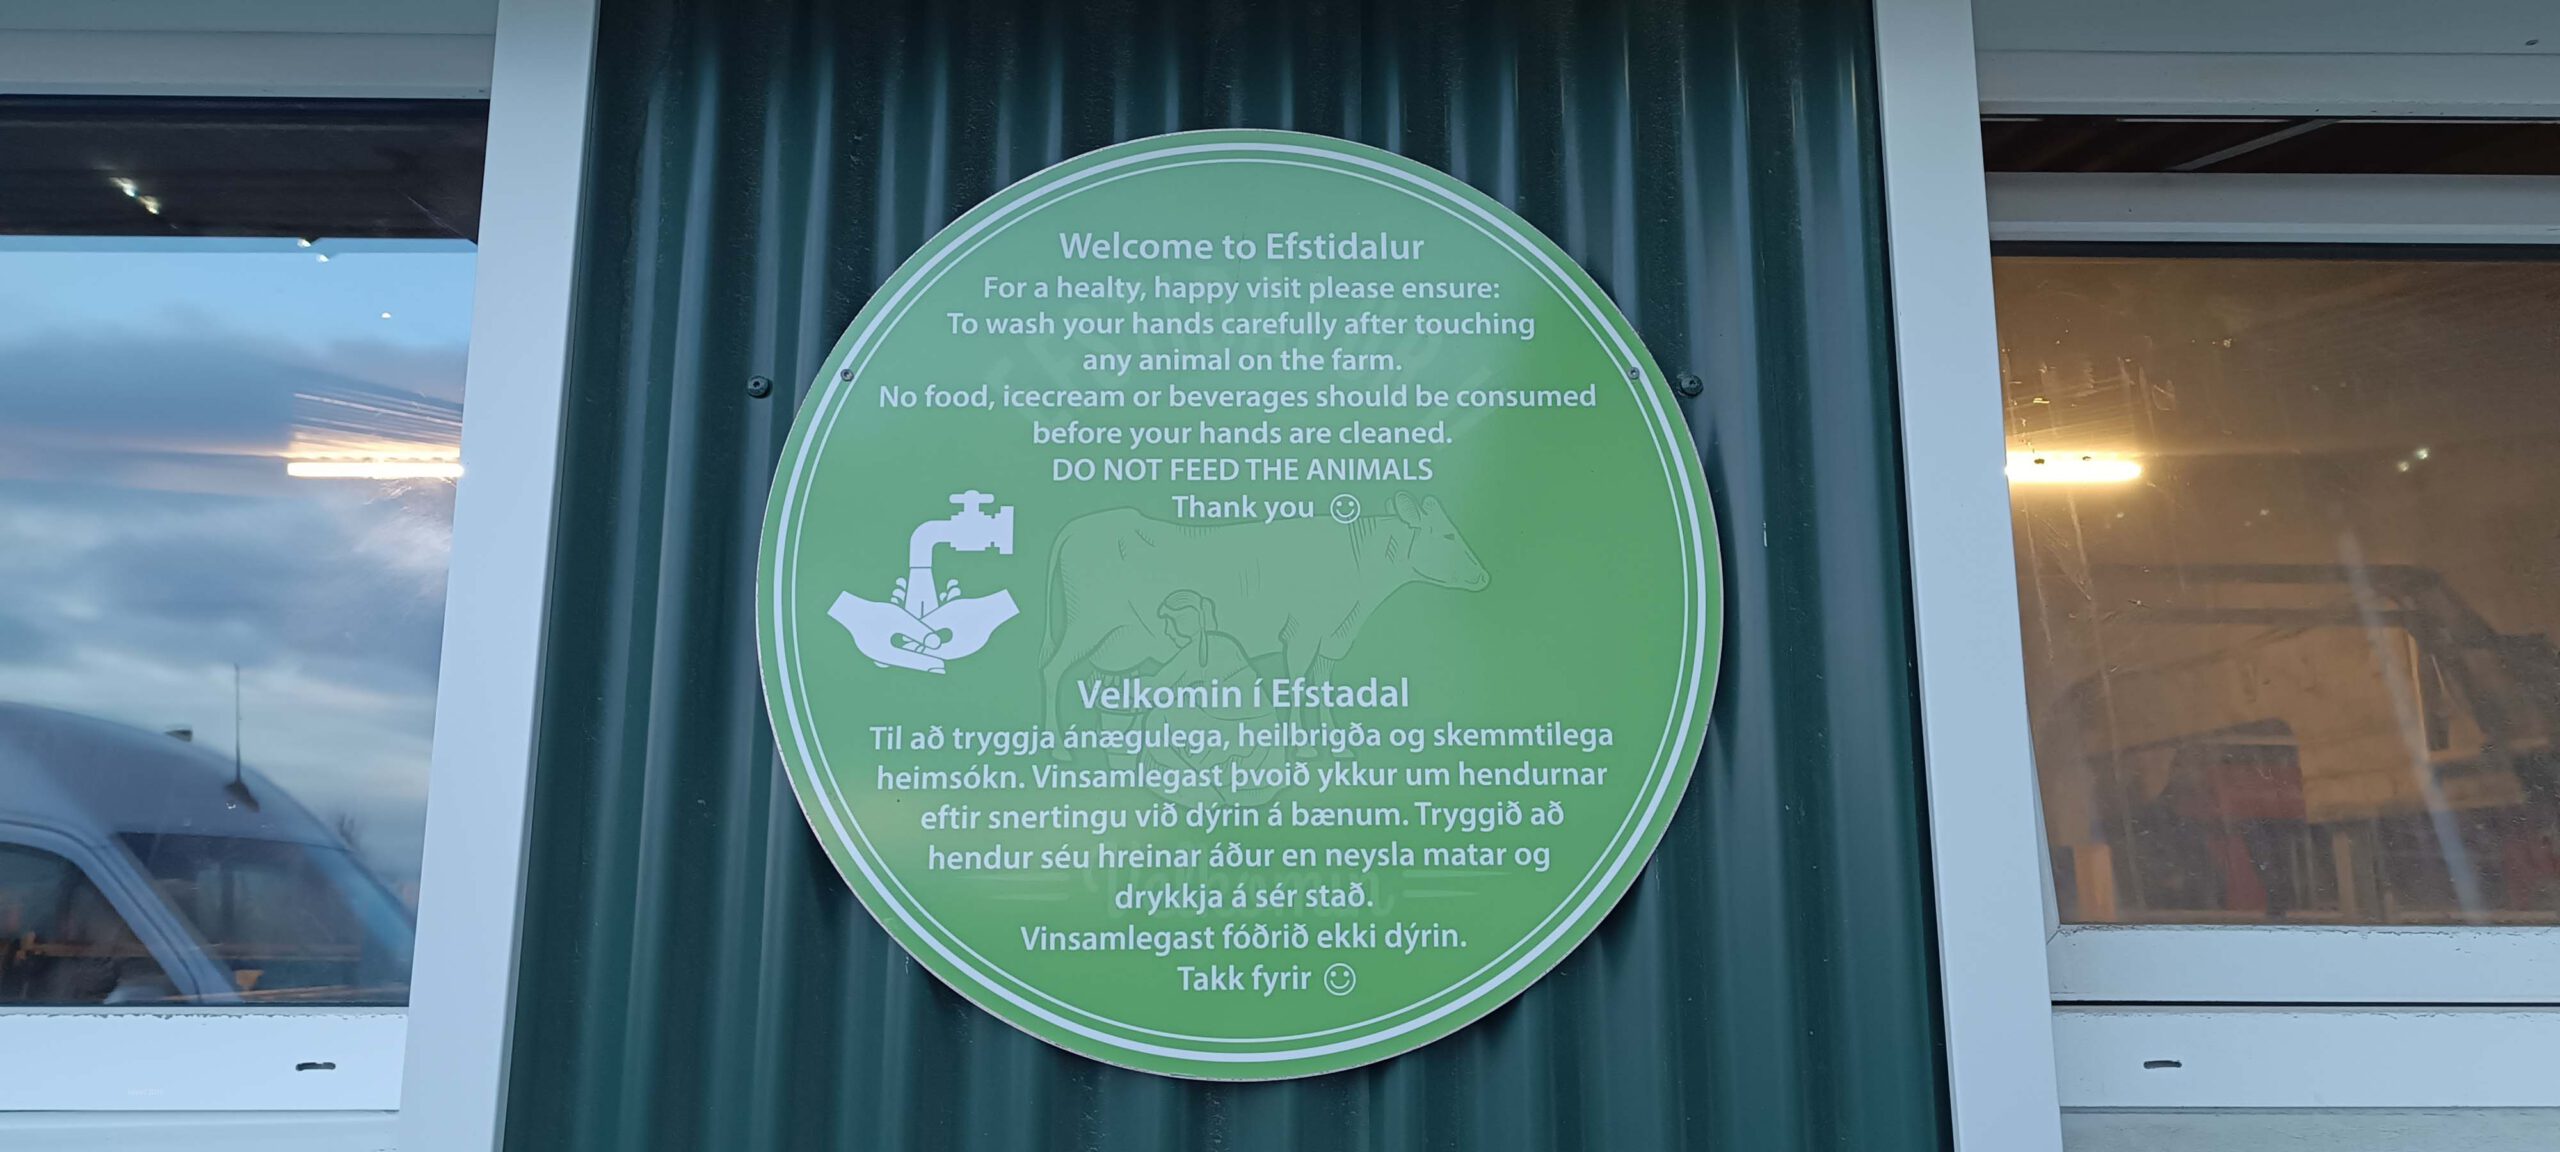 Welcome to Efstidalur
For a healty, happy visit please ensure:
To wash your hands carefully after touching
any animal on the farm.
No food, icecream or beverages should be consumed
before your hands are cleaned.
DO NOT FEED THE ANIMALS
Thank you ☺
Velkomin í Efstadal
Til að tryggja ánægulega, heilbrigða og skemmtilega
heimsókn. Vinsamlegast þvoið ykkur um hendurnar
eftir snertingu við dýrin á bænum. Tryggið að
hendur séu hreinar áður en neysla matar og
drykkja á sér stað.
Vinsamlegast fóðrið ekki dýrin.
Takk fyrir ☺
Velkomin